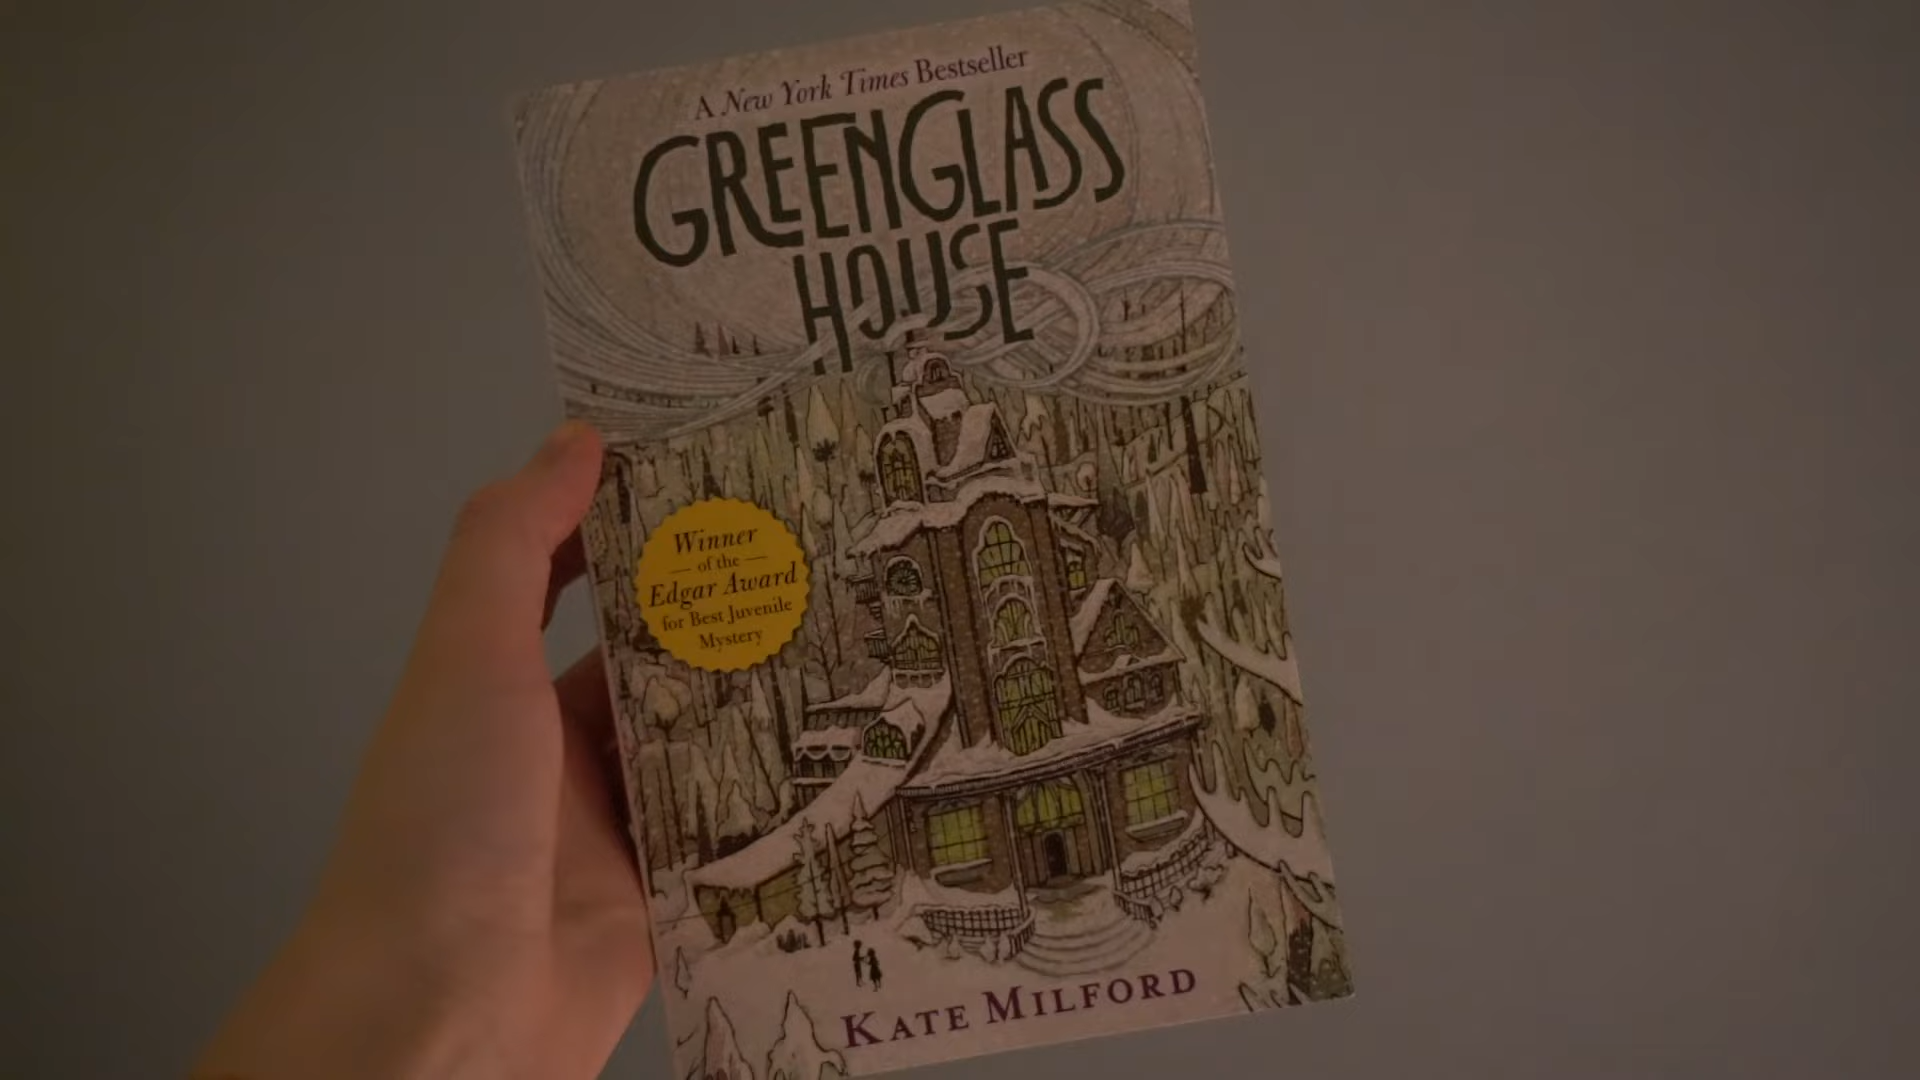 A New York Times Bestseller
GREENGLASS
HOUSE
Winner
of the
Edgar Award
for Best Juvenile
Mystery
KATE MILFORD